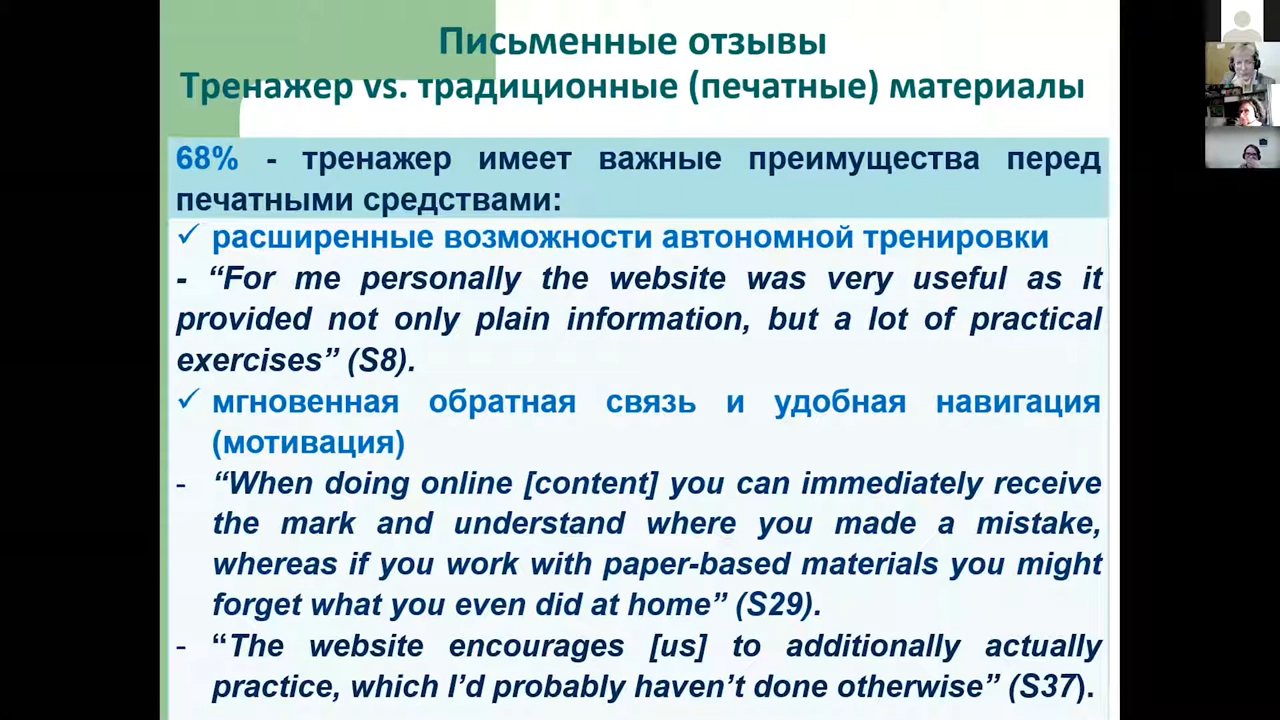 Письменные отзывы
Тренажер vs. традиционные (печатные) материалы
68% - тренажер имеет важные преимущества перед
печатными средствами:
✓ расширенные возможности автономной тренировки
- “For me personally the website was very useful as it
provided not only plain information, but a lot of practical
exercises” (S8).
✓ мгновенная обратная связь и удобная навигация
(мотивация)
- “When doing online [content] you can immediately receive
the mark and understand where you made a mistake,
whereas if you work with paper-based materials you might
forget what you even did at home” (S29).
- “The website encourages [us] to additionally actually
practice, which I’d probably haven’t done otherwise” (S37).